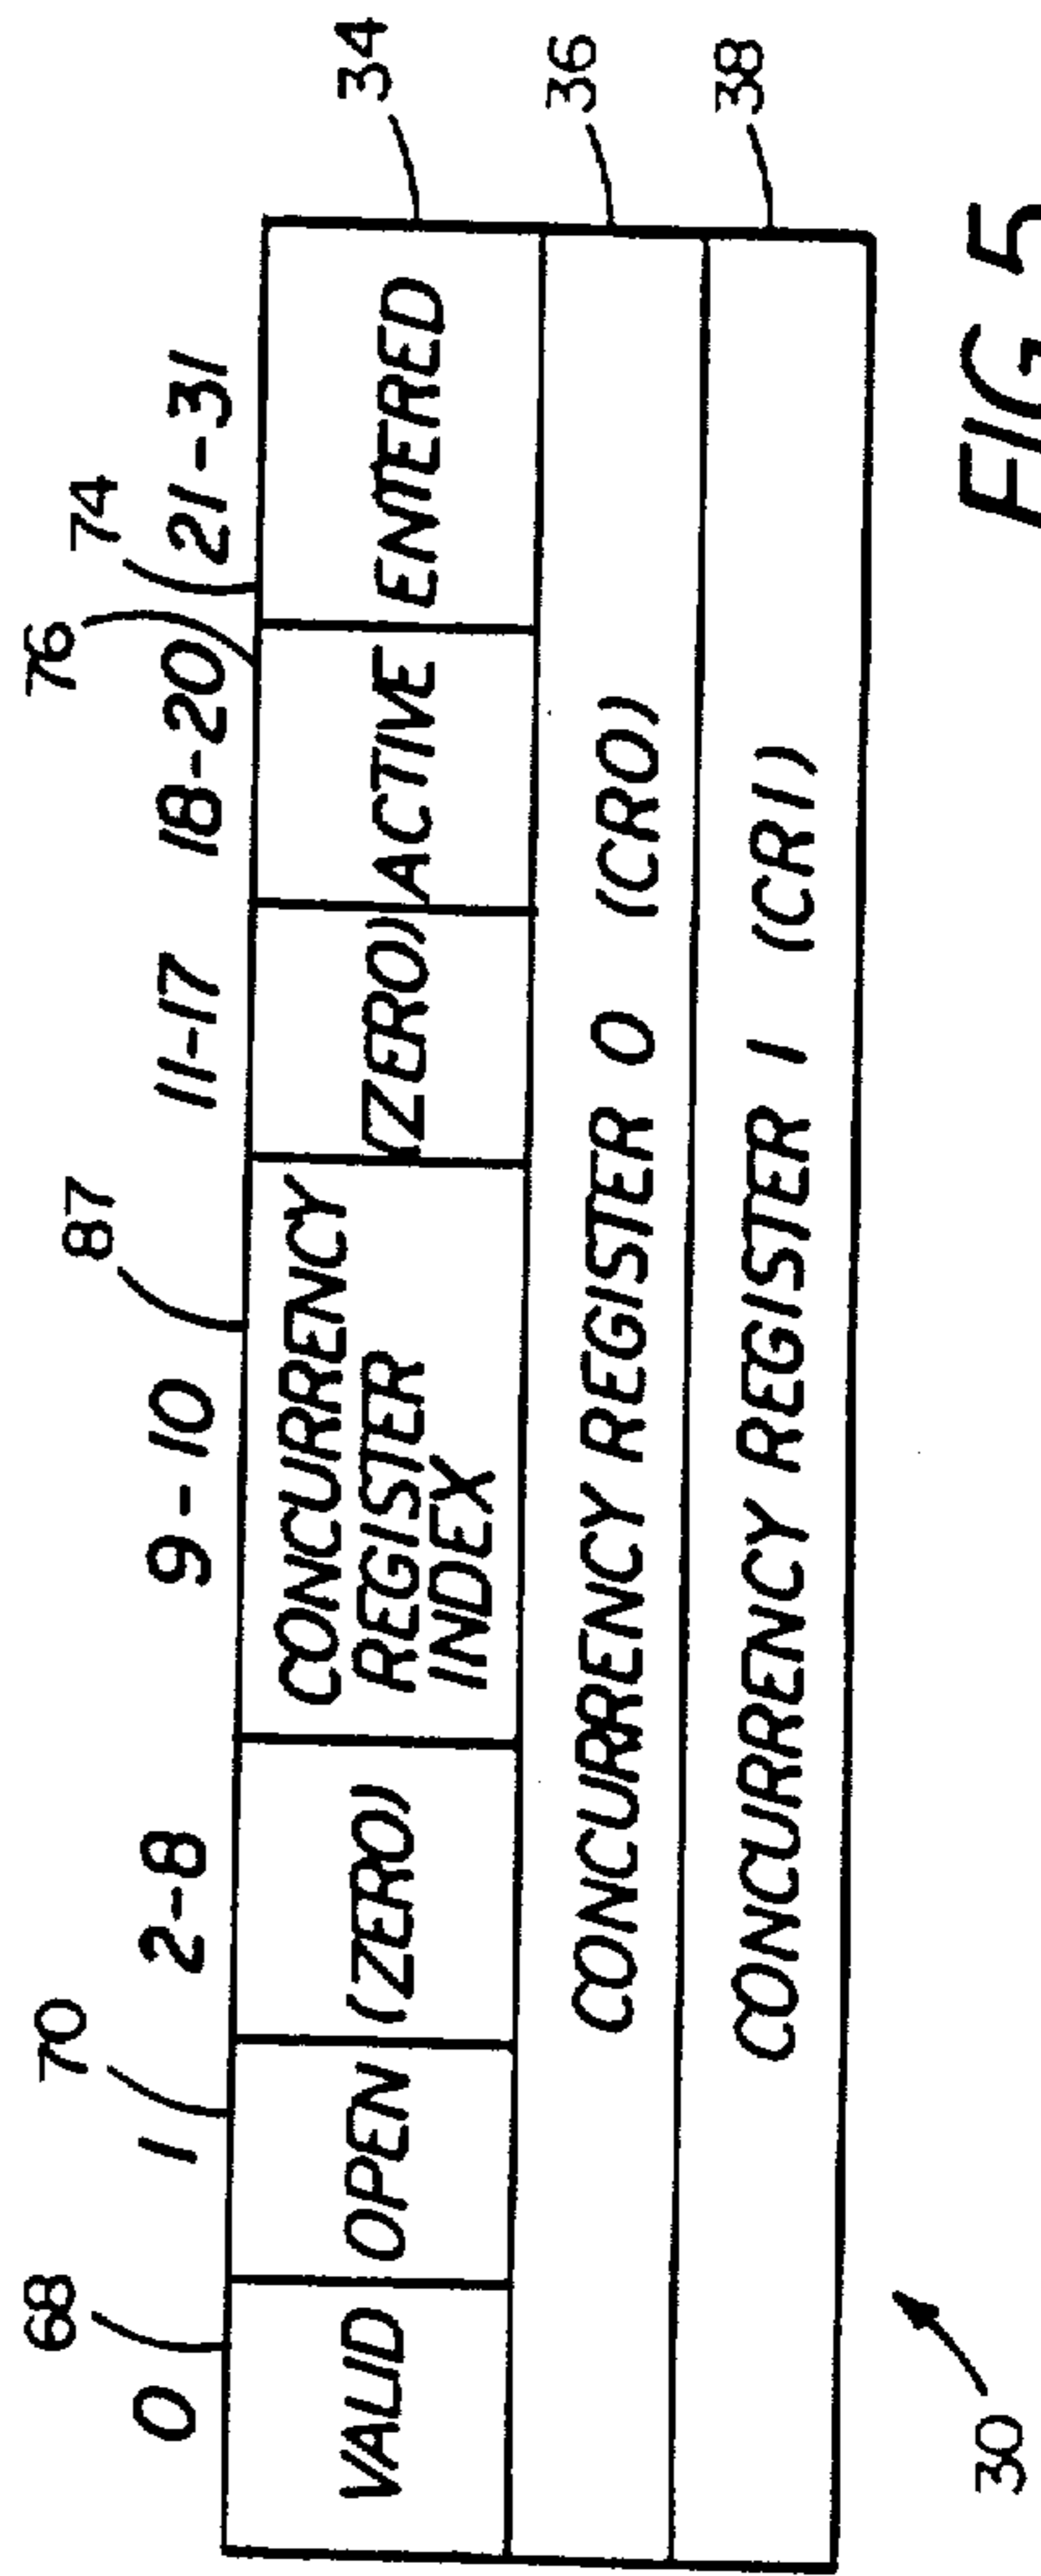 68 70 87 76 74
0 1 2-8 9-10 11-17 18-20 21-31
VALID OPEN (ZERO) CONCURRENCY REGISTER INDEX (ZERO) ACTIVE ENTERED 34
CONCURRENCY REGISTER 0 (CR0) 36
CONCURRENCY REGISTER 1 (CR1) 38
30
FIG 5